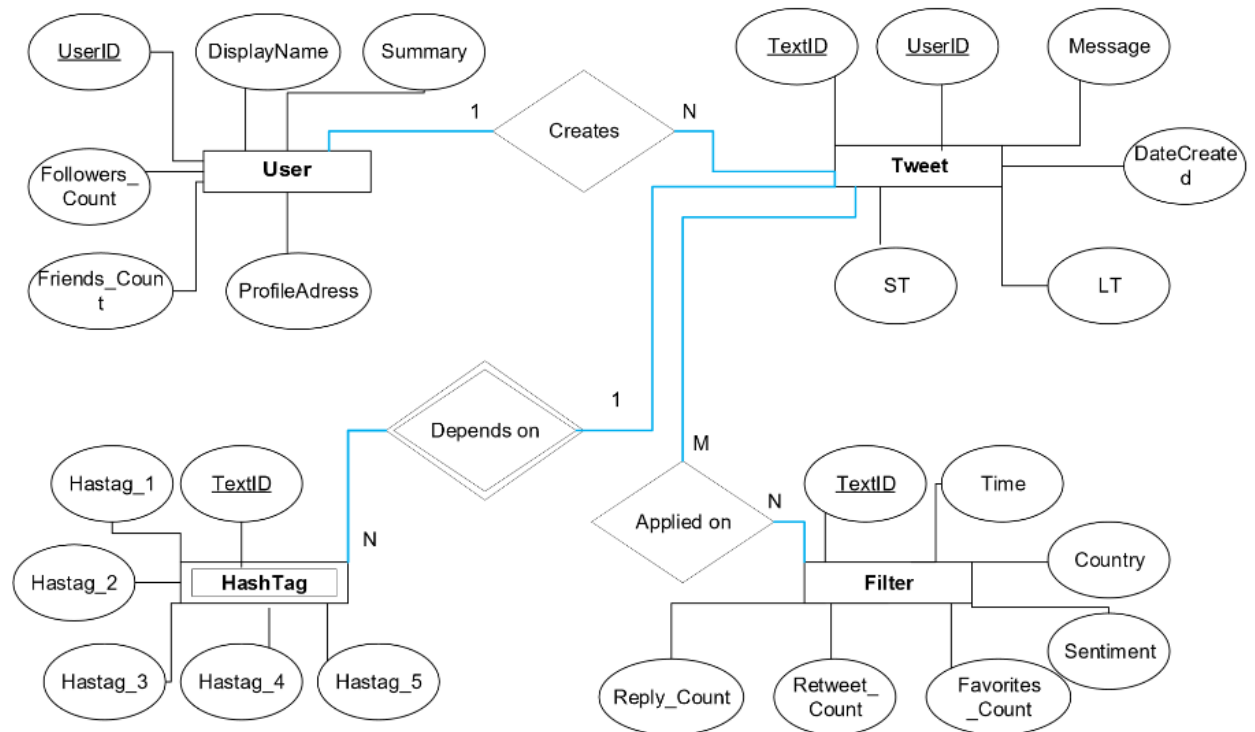 UserID
DisplayName
Summary
TextID
UserID
Message
1
N
Creates
User
Tweet
DateCreate
d
Followers_
Count
Friends_Coun
t
ProfileAdress
ST
LT
Depends on
1
M
N
Hastag_1
TextID
N
Applied on
TextID
Time
Country
Hastag_2
HashTag
Filter
Hastag_3
Hastag_4
Hastag_5
Reply_Count
Retweet_
Count
Favorites
_Count
Sentiment